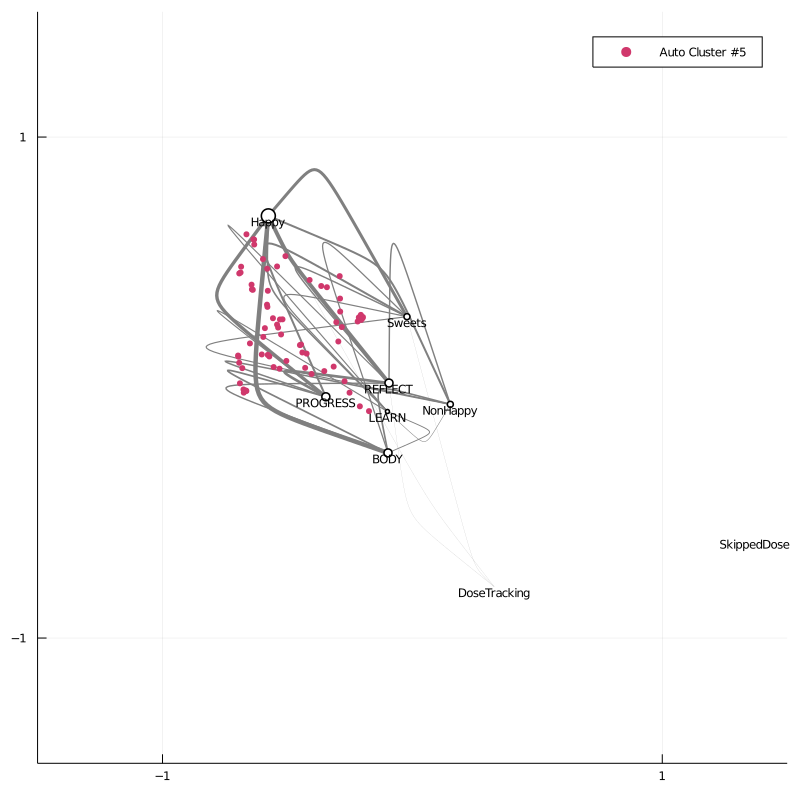 Auto Cluster #5
1
Happy
Sweets
REFLECT
PROGRESS
NonHappy
LEARN
BODY
SkippedDose
DoseTracking
−1
−1
1